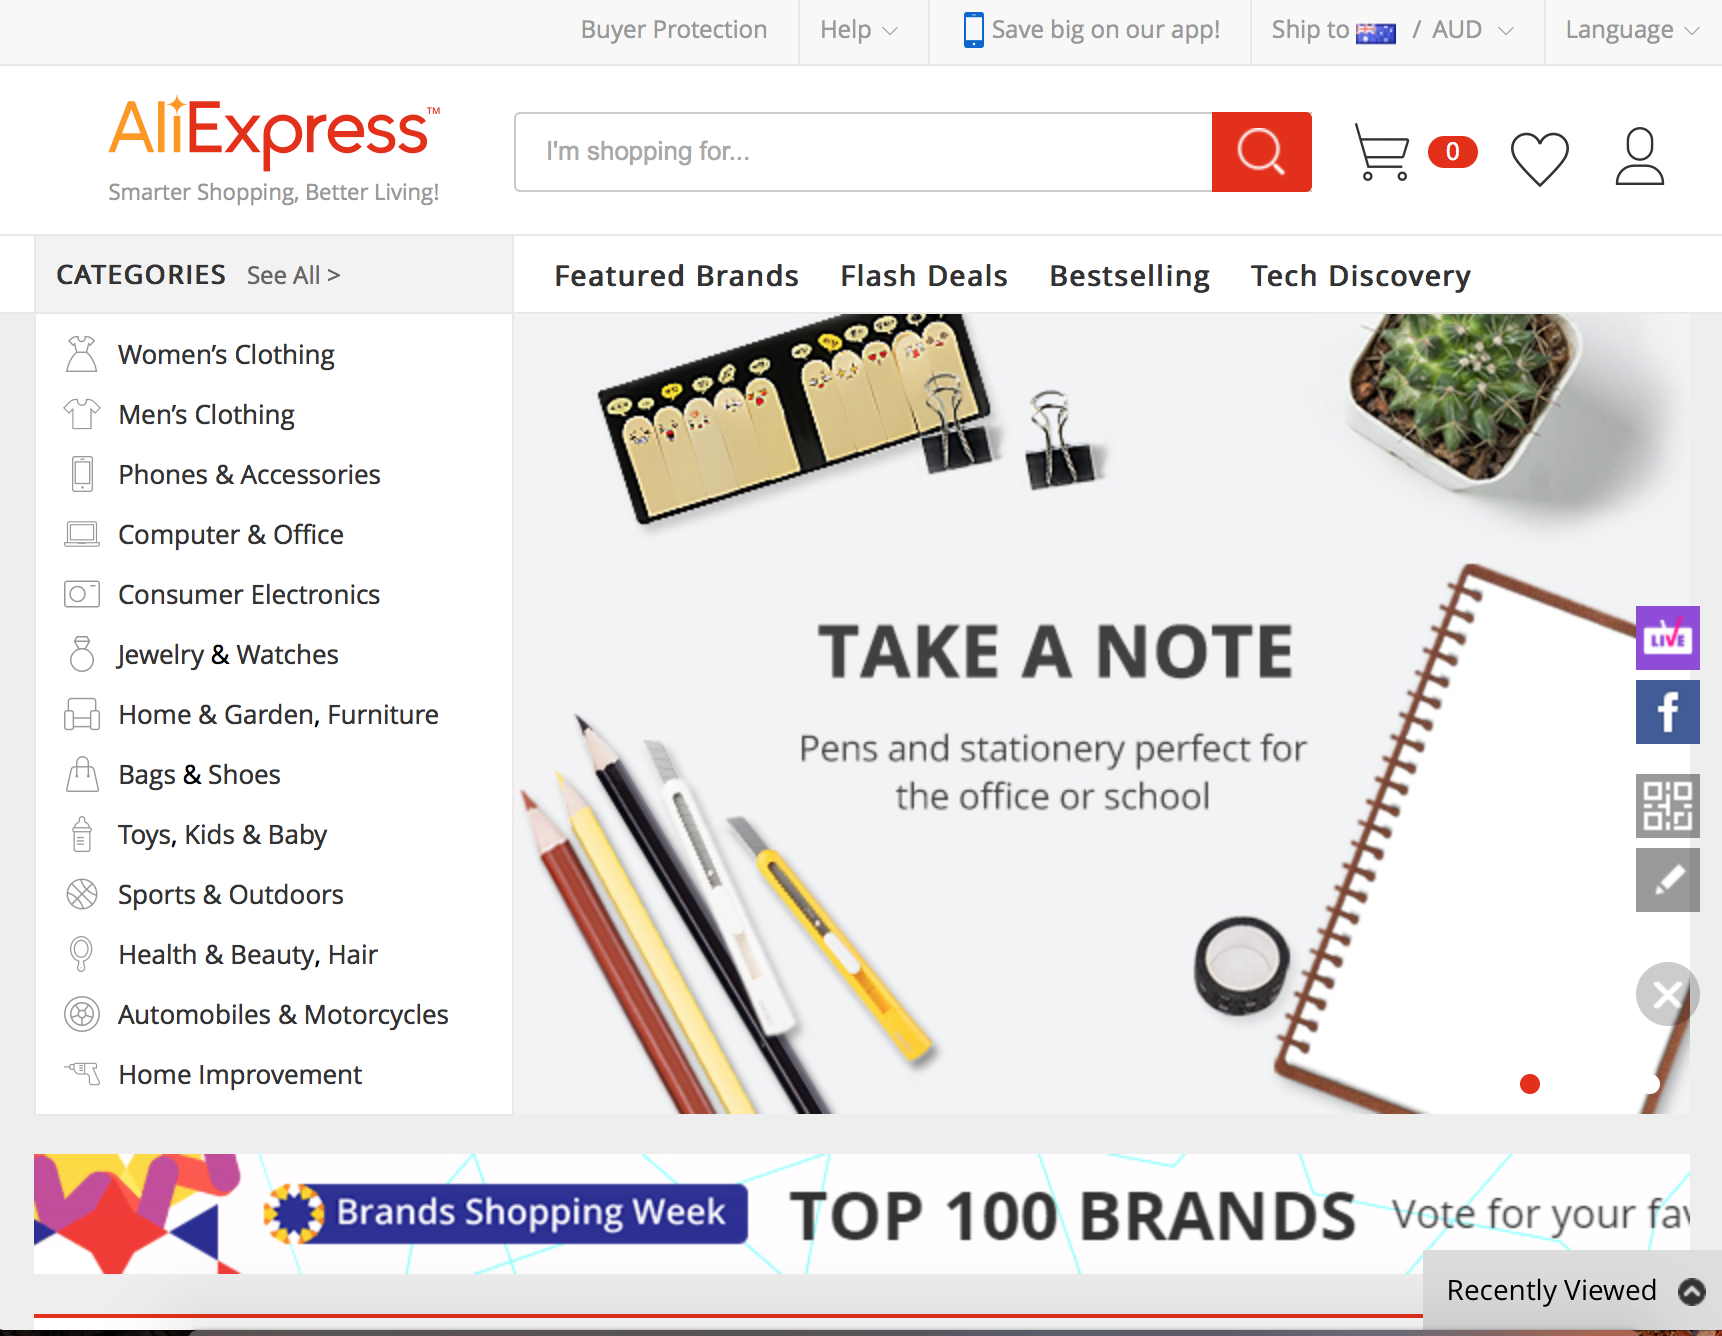 Buyer Protection
Help
Save big on our app!
Ship to / AUD
Language
AliExpress™
Smarter Shopping, Better Living!
I'm shopping for...
0
CATEGORIES See All >
Featured Brands
Flash Deals
Bestselling
Tech Discovery
Women’s Clothing
Men’s Clothing
Phones & Accessories
Computer & Office
Consumer Electronics
Jewelry & Watches
Home & Garden, Furniture
Bags & Shoes
Toys, Kids & Baby
Sports & Outdoors
Health & Beauty, Hair
Automobiles & Motorcycles
Home Improvement
TAKE A NOTE
Pens and stationery perfect for
the office or school
LIVE
f
Brands Shopping Week
TOP 100 BRANDS
Vote for your fav
Recently Viewed